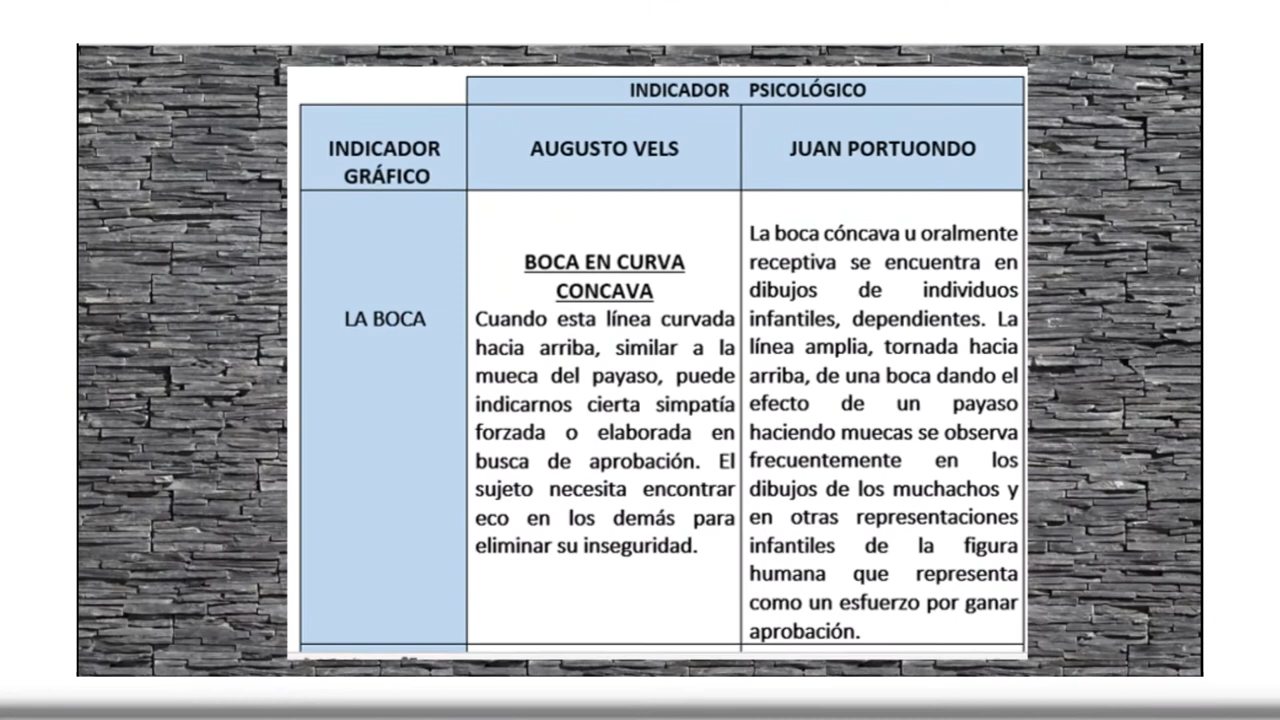 INDICADOR PSICOLÓGICO
INDICADOR
GRÁFICO
AUGUSTO VELS
JUAN PORTUONDO
LA BOCA
BOCA EN CURVA
CONCAVA
Cuando esta línea curvada
hacia arriba, similar a la
mueca del payaso, puede
indicarnos cierta simpatía
forzada o elaborada en
busca de aprobación. El
sujeto necesita encontrar
eco en los demás para
eliminar su inseguridad.
La boca cóncava u oralmente
receptiva se encuentra en
dibujos de individuos
infantiles, dependientes. La
línea amplia, tornada hacia
arriba, de una boca dando el
efecto de un payaso
haciendo muecas se observa
frecuentemente en los
dibujos de los muchachos y
en otras representaciones
infantiles de la figura
humana que representa
como un esfuerzo por ganar
aprobación.